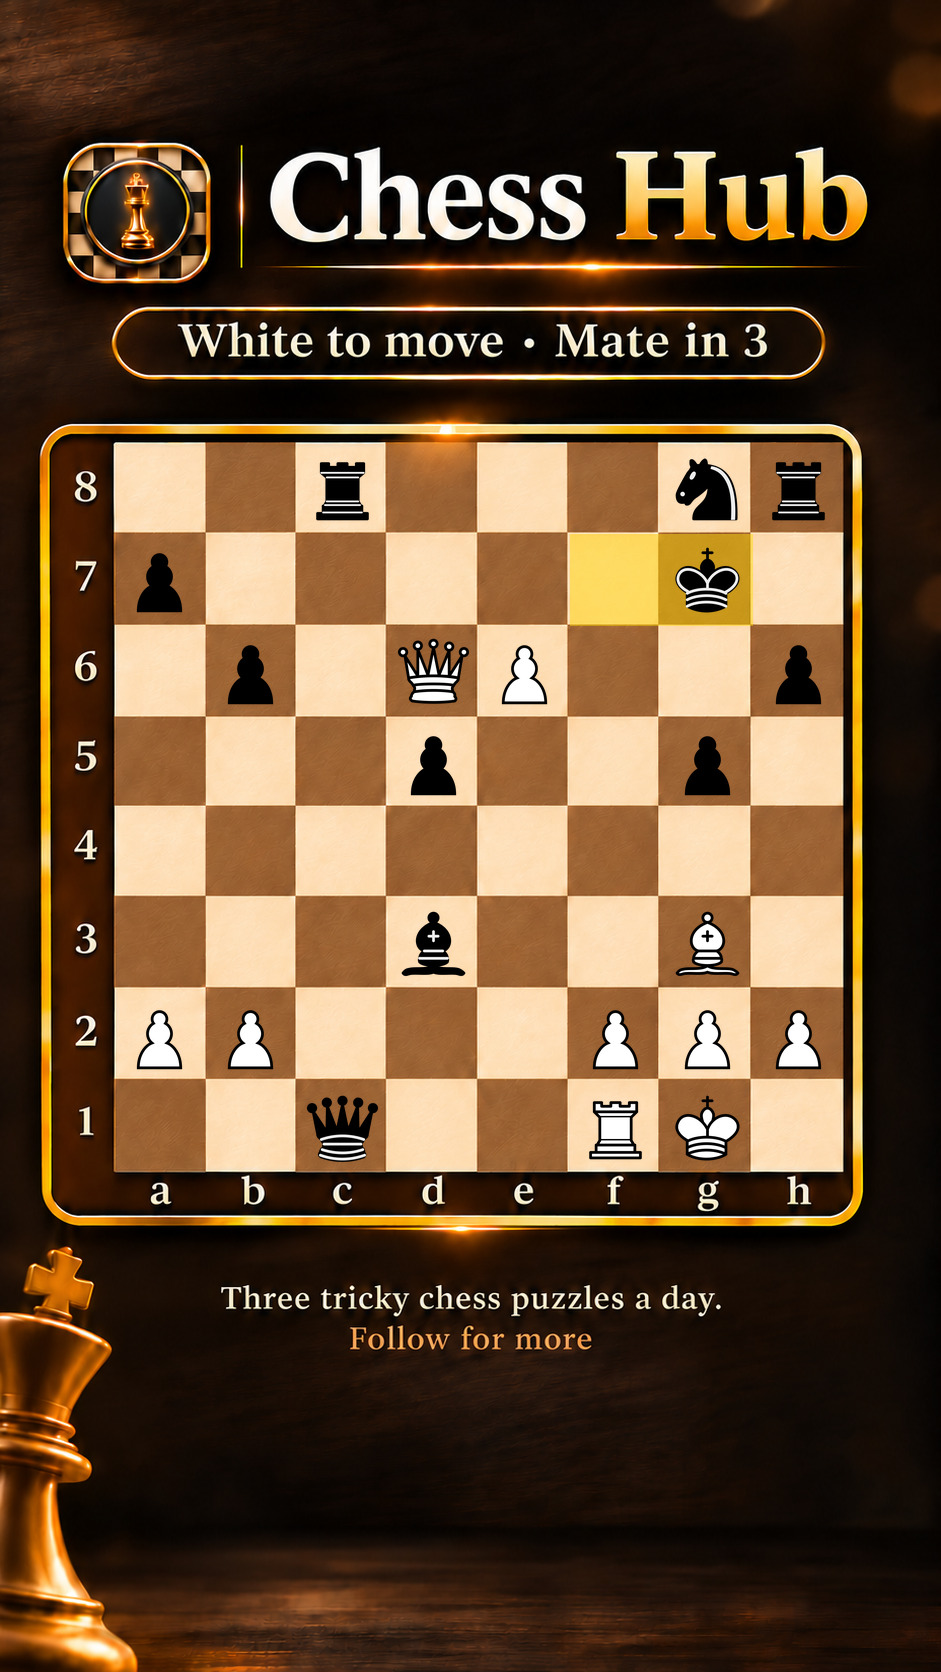 Chess Hub
White to move • Mate in 3
8
7
6
5
4
3
2
1
a b c d e f g h
Three tricky chess puzzles a day.
Follow for more